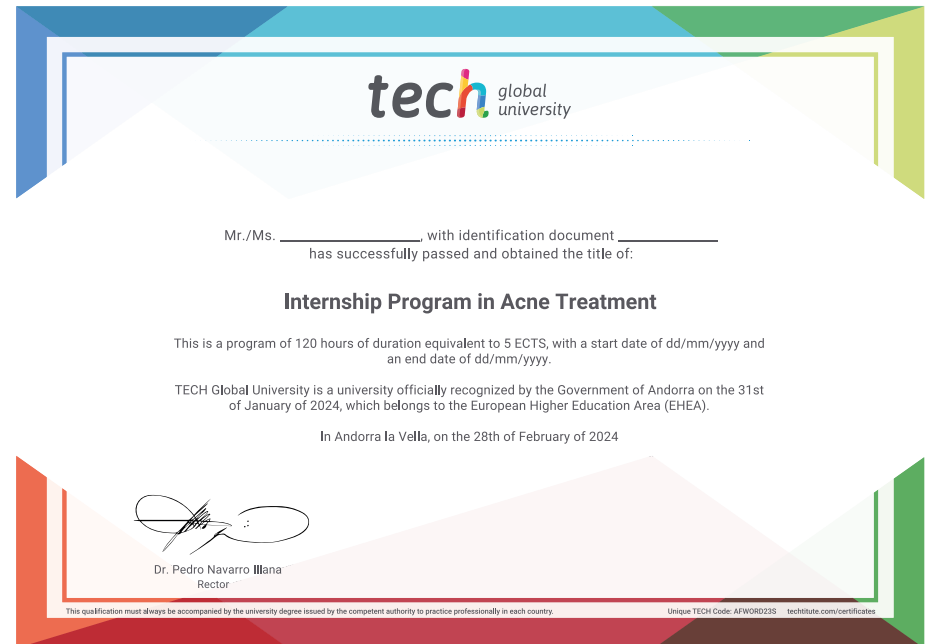 tech global university
Mr./Ms. ________________, with identification document ____________
has successfully passed and obtained the title of:
Internship Program in Acne Treatment
This is a program of 120 hours of duration equivalent to 5 ECTS, with a start date of dd/mm/yyyy and
an end date of dd/mm/yyyy.
TECH Global University is a university officially recognized by the Government of Andorra on the 31st
of January of 2024, which belongs to the European Higher Education Area (EHEA).
In Andorra la Vella, on the 28th of February of 2024
Dr. Pedro Navarro Illana
Rector
This qualification must always be accompanied by the university degree issued by the competent authority to practice professionally in each country.
Unique TECH Code: AFWORD23S techtitute.com/certificates